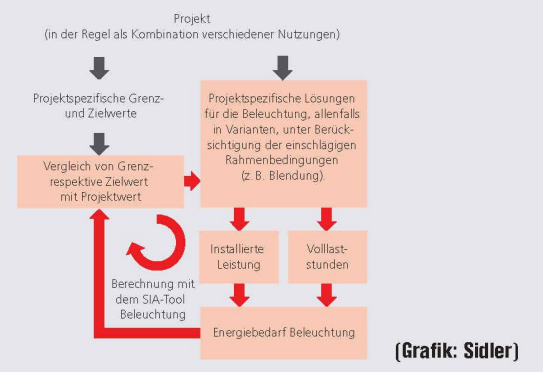 Projekt
(in der Regel als Kombination verschiedener Nutzungen)
Projektspezifische Grenz-
und Zielwerte
Projektspezifische Lösungen
für die Beleuchtung, allenfalls
in Varianten, unter Berück-
sichtigung der einschlägigen
Rahmenbedingungen
(z. B. Blendung).
Vergleich von Grenz-
respektive Zielwert
mit Projektwert
Installierte
Leistung
Volllast-
stunden
Berechnung mit
dem SIA-Tool
Beleuchtung
Energiebedarf Beleuchtung
(Grafik: Sidler)